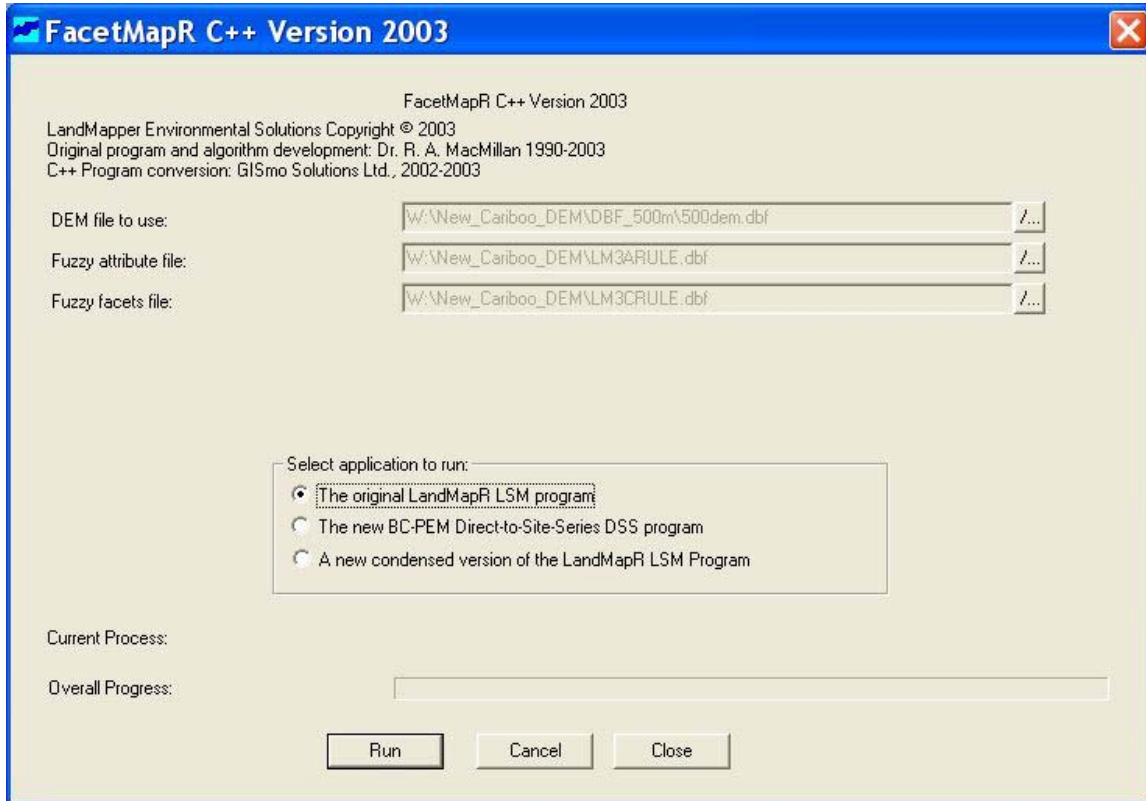 FacetMapR C++ Version 2003
FacetMapR C++ Version 2003
LandMapper Environmental Solutions Copyright © 2003
Original program and algorithm development: Dr. R. A. MacMillan 1990-2003
C++ Program conversion: GISmo Solutions Ltd., 2002-2003
DEM file to use: W:\New_Cariboo_DEM\DBF_500m\500dem.dbf /...
Fuzzy attribute file: W:\New_Cariboo_DEM\LM3ARULE.dbf /...
Fuzzy facets file: W:\New_Cariboo_DEM\LM3CRULE.dbf /...
Select application to run:
The original LandMapR LSM program
The new BC-PEM Direct-to-Site-Series DSS program
A new condensed version of the LandMapR LSM Program
Current Process:
Overall Progress:
Run Cancel Close